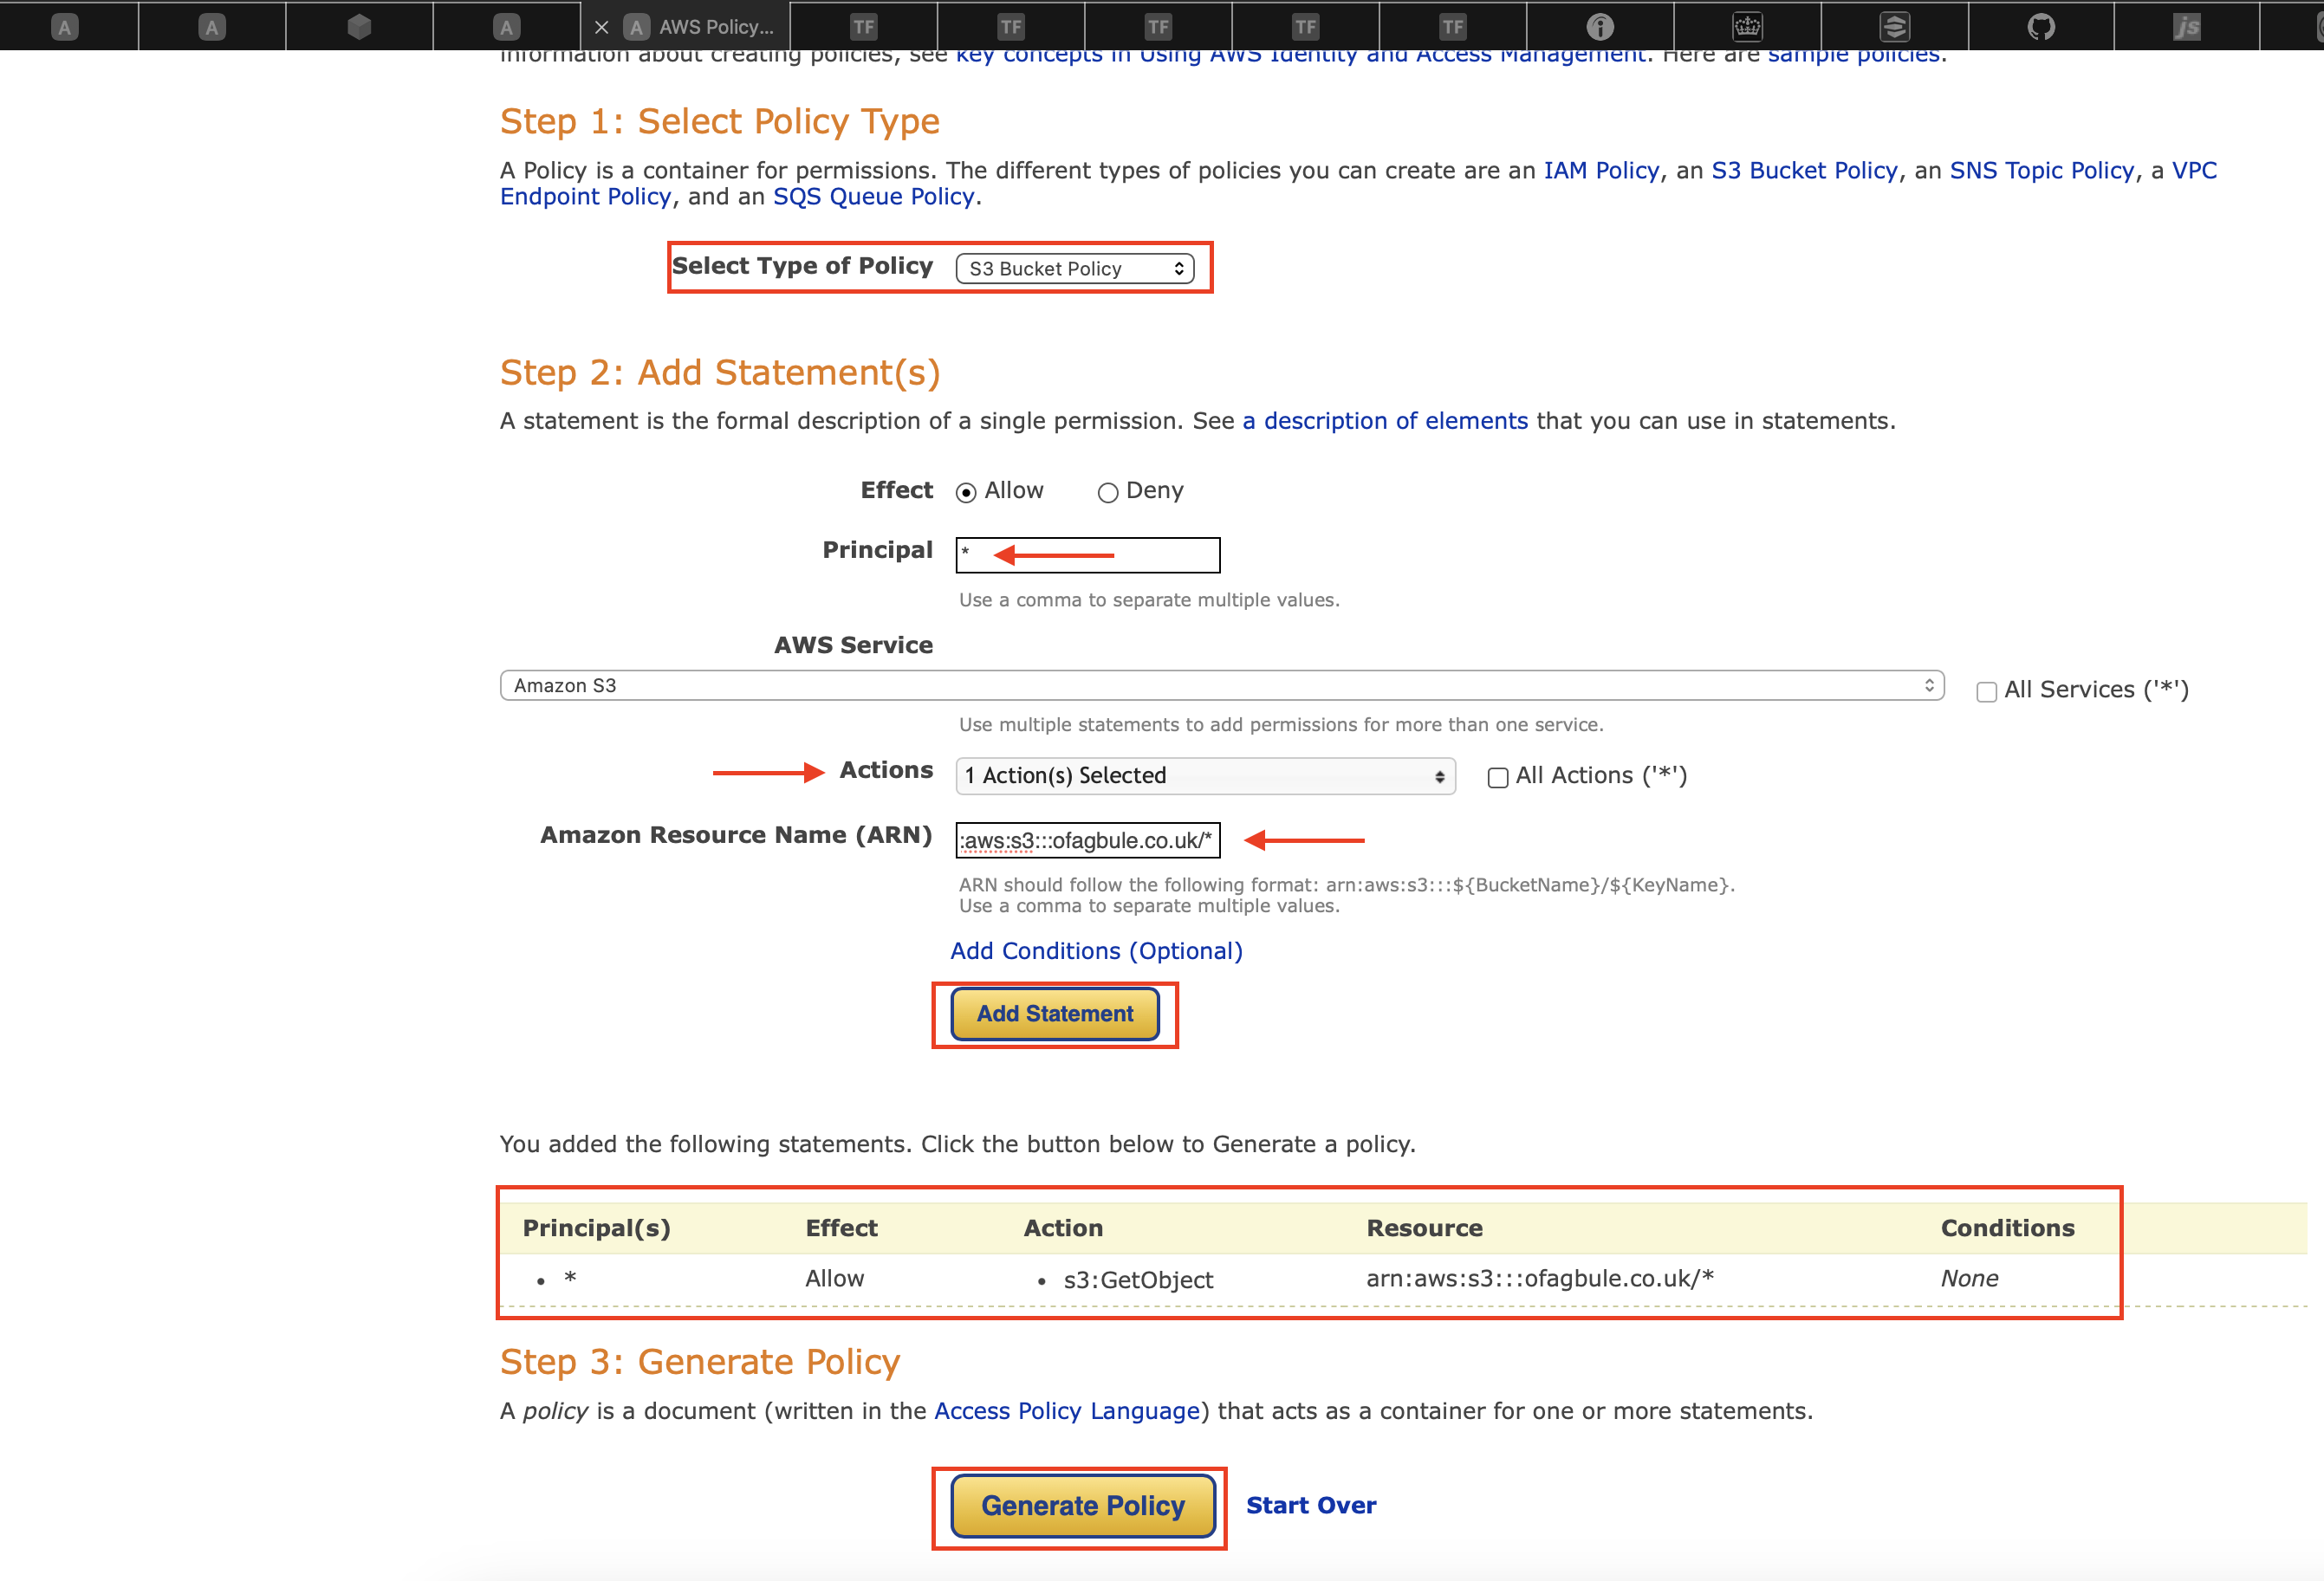 A A A × A AWS Policy... TF TF TF TF TF i js
information about creating policies, see key concepts in Using AWS Identity and Access Management. Here are sample policies.
Step 1: Select Policy Type
A Policy is a container for permissions. The different types of policies you can create are an IAM Policy, an S3 Bucket Policy, an SNS Topic Policy, a VPC
Endpoint Policy, and an SQS Queue Policy.
Select Type of Policy S3 Bucket Policy
Step 2: Add Statement(s)
A statement is the formal description of a single permission. See a description of elements that you can use in statements.
Effect Allow Deny
Principal *
Use a comma to separate multiple values.
AWS Service
Amazon S3 All Services ('*')
Use multiple statements to add permissions for more than one service.
Actions 1 Action(s) Selected All Actions ('*')
Amazon Resource Name (ARN) :aws:s3:::ofagbule.co.uk/*
ARN should follow the following format: arn:aws:s3:::${BucketName}/${KeyName}.
Use a comma to separate multiple values.
Add Conditions (Optional)
Add Statement
You added the following statements. Click the button below to Generate a policy.
Principal(s) Effect Action Resource Conditions
• * Allow • s3:GetObject arn:aws:s3:::ofagbule.co.uk/* None
Step 3: Generate Policy
A policy is a document (written in the Access Policy Language) that acts as a container for one or more statements.
Generate Policy Start Over